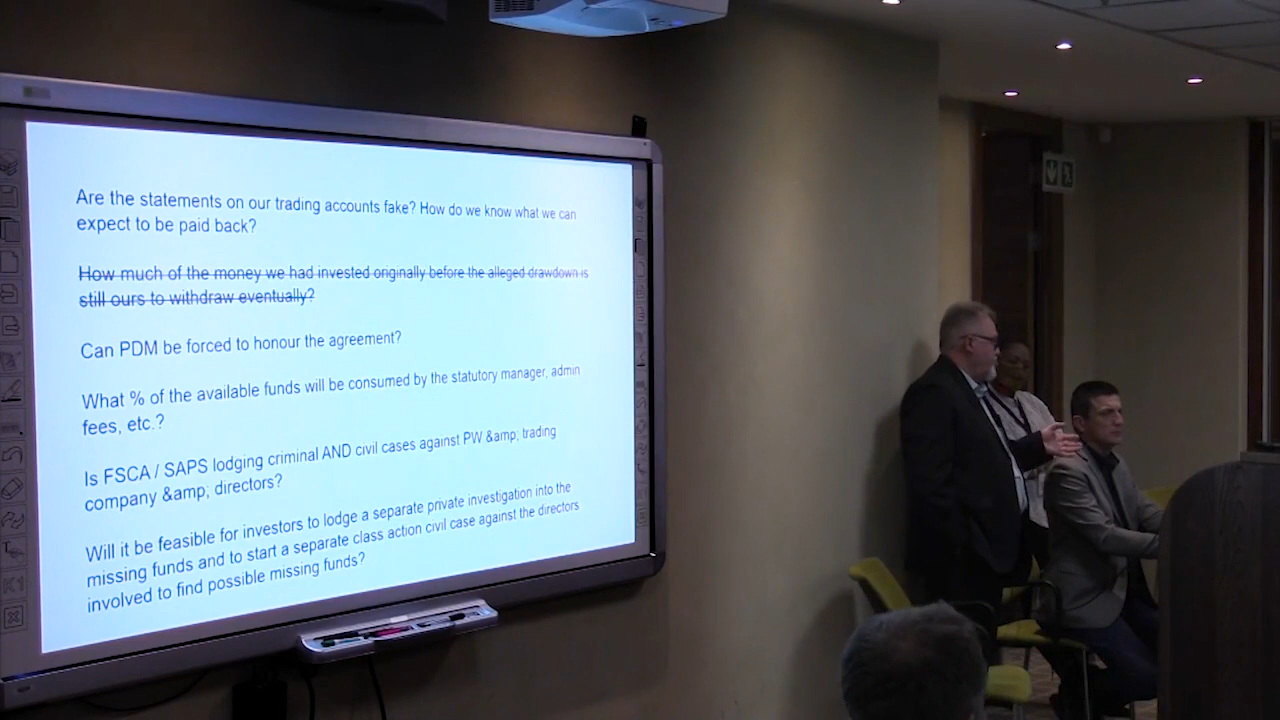 Are the statements on our trading accounts fake? How do we know what we can
expect to be paid back?
How much of the money we had invested originally before the alleged drawdown is
still ours to withdraw eventually?
Can PDM be forced to honour the agreement?
What % of the available funds will be consumed by the statutory manager, admin
fees, etc.?
Is FSCA / SAPS lodging criminal AND civil cases against PW &amp; trading
company &amp; directors?
Will it be feasible for investors to lodge a separate private investigation into the
missing funds and to start a separate class action civil case against the directors
involved to find possible missing funds?